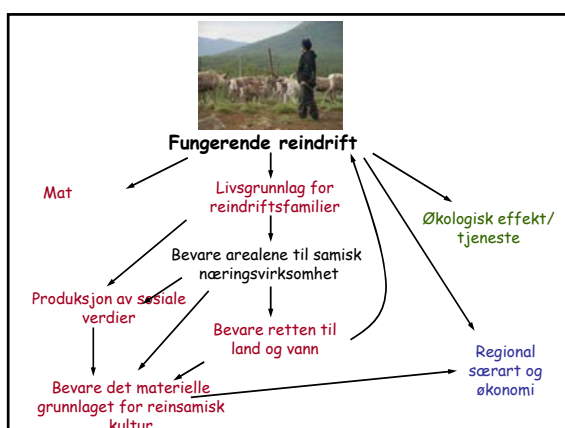 Fungerende reindrift
Mat
Livsgrunnlag for
reindriftsfamilier
Økologisk effekt/
tjeneste
Bevare arealene til samisk
næringsvirksomhet
Produksjon av sosiale
verdier
Bevare retten til
land og vann
Regional
særart og
økonomi
Bevare det materielle
grunnlaget for reinsamisk
kultur